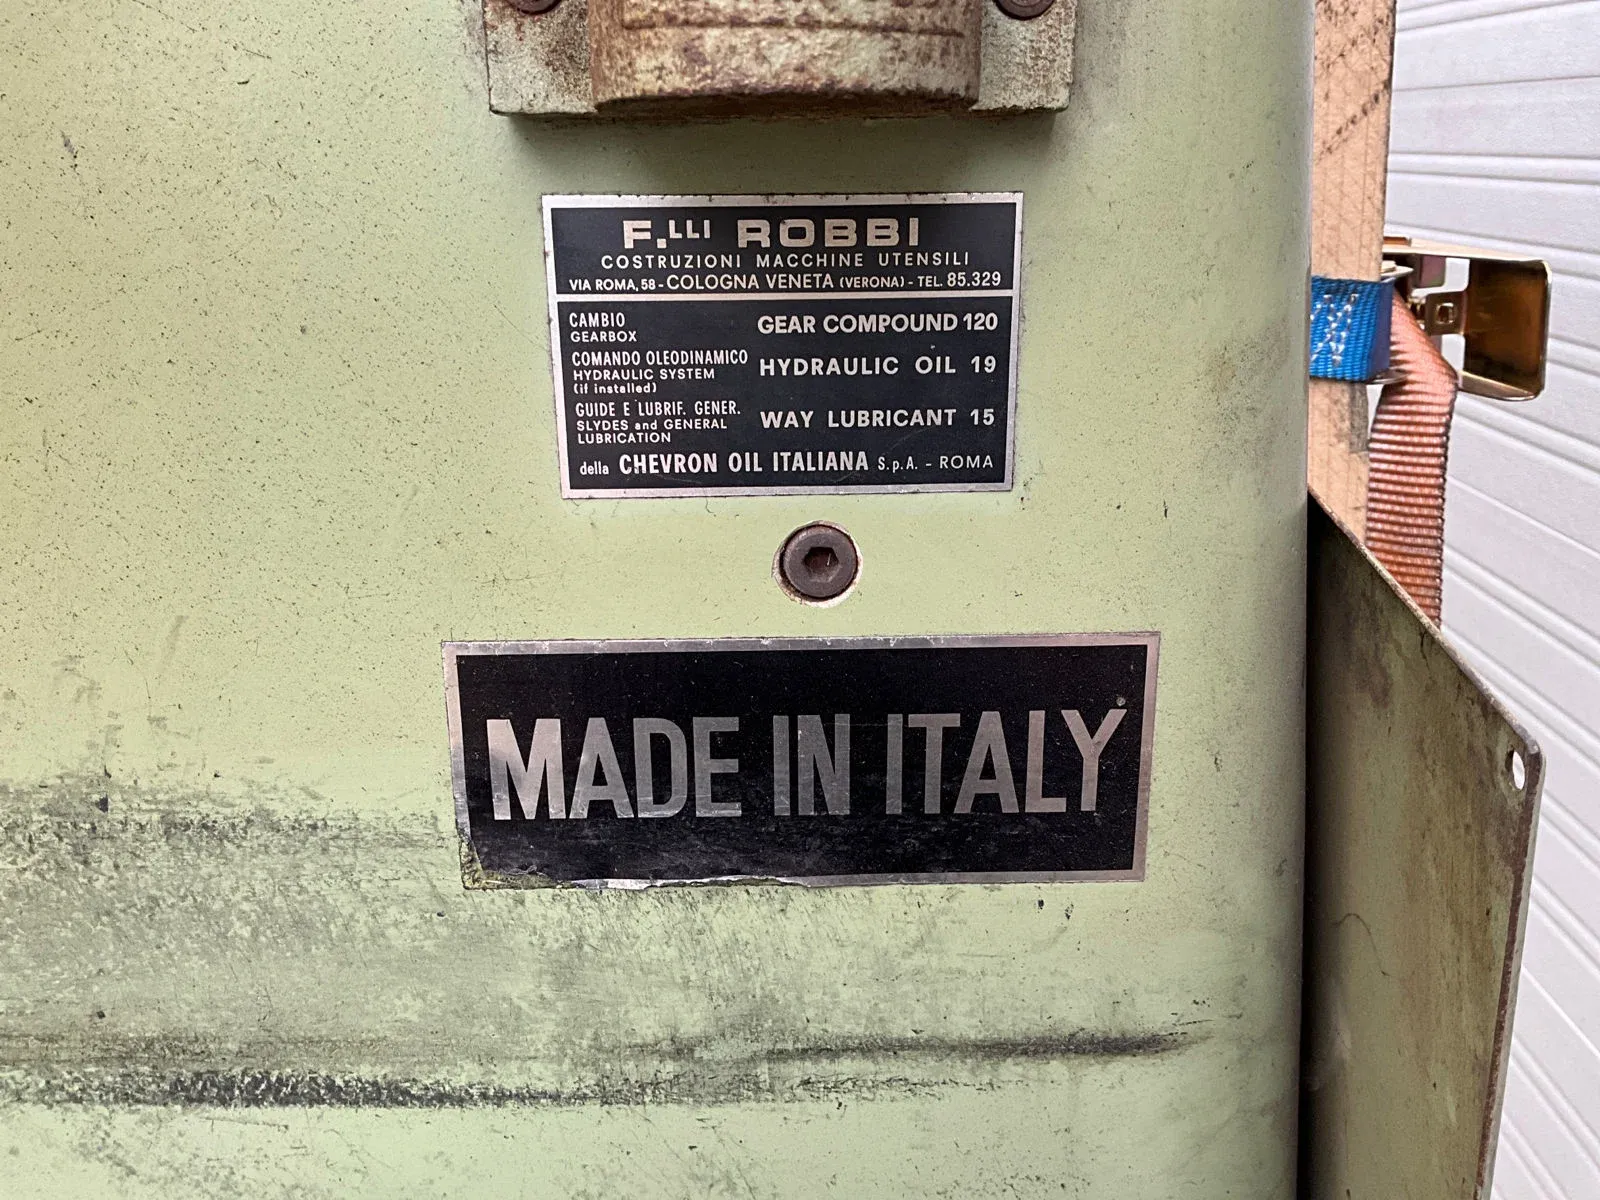 F.LLI ROBBI
COSTRUZIONI MACCHINE UTENSILI
VIA ROMA, 58 - COLOGNA VENETA (VERONA) - TEL. 85.329
CAMBIO
GEARBOX
GEAR COMPOUND 120
COMANDO OLEODINAMICO
HYDRAULIC SYSTEM
(if installed)
HYDRAULIC OIL 19
GUIDE E LUBRIF. GENER.
SLYDES and GENERAL
LUBRICATION
WAY LUBRICANT 15
della CHEVRON OIL ITALIANA S.p.A. - ROMA
MADE IN ITALY